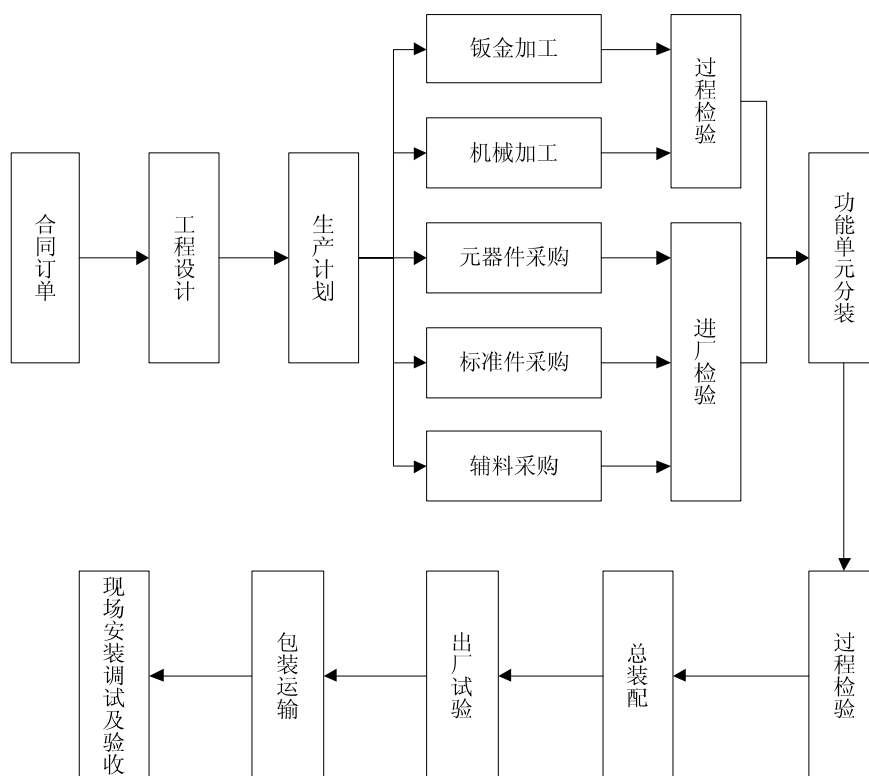 合同订单
工程设计
生产计划
钣金加工
机械加工
元器件采购
标准件采购
辅料采购
过程检验
进厂检验
功能单元分装
过程检验
总装配
出厂试验
包装运输
现场安装调试及验收